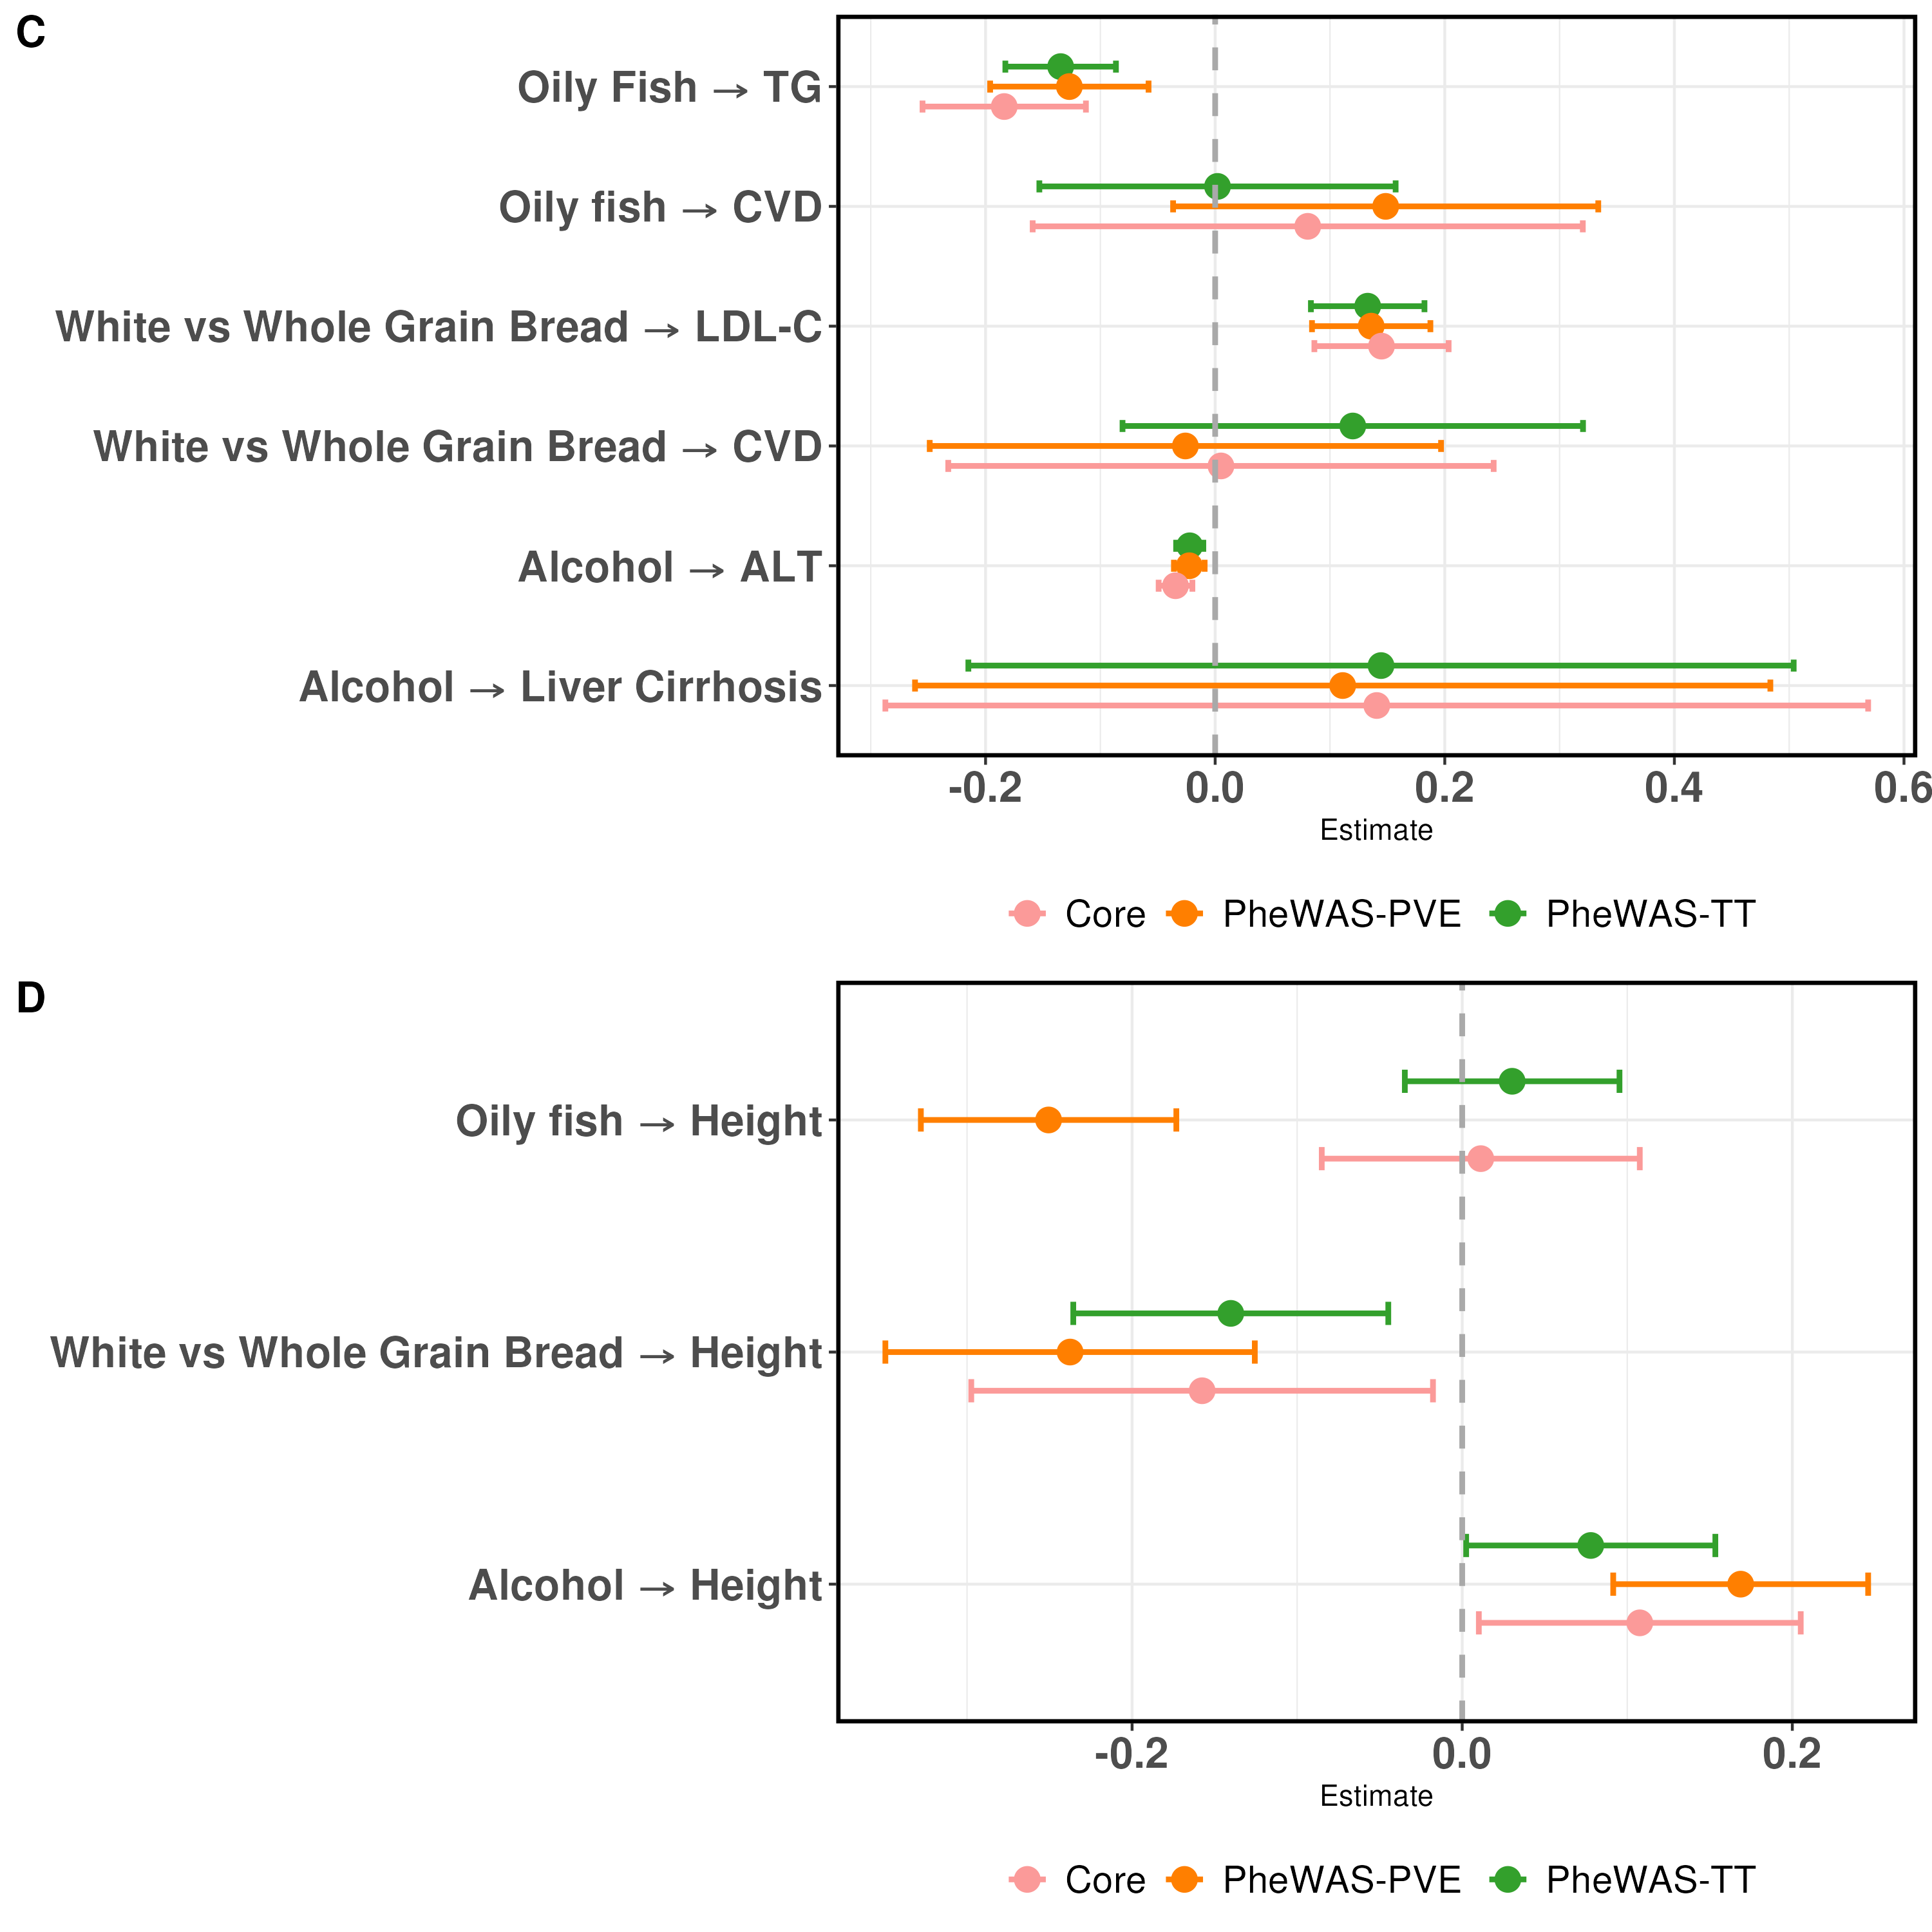 C
Oily Fish → TG
Oily fish → CVD
White vs Whole Grain Bread → LDL-C
White vs Whole Grain Bread → CVD
Alcohol → ALT
Alcohol → Liver Cirrhosis
-0.2 0.0 0.2 0.4 0.6
Estimate
Core PheWAS-PVE PheWAS-TT
D
Oily fish → Height
White vs Whole Grain Bread → Height
Alcohol → Height
-0.2 0.0 0.2
Estimate
Core PheWAS-PVE PheWAS-TT